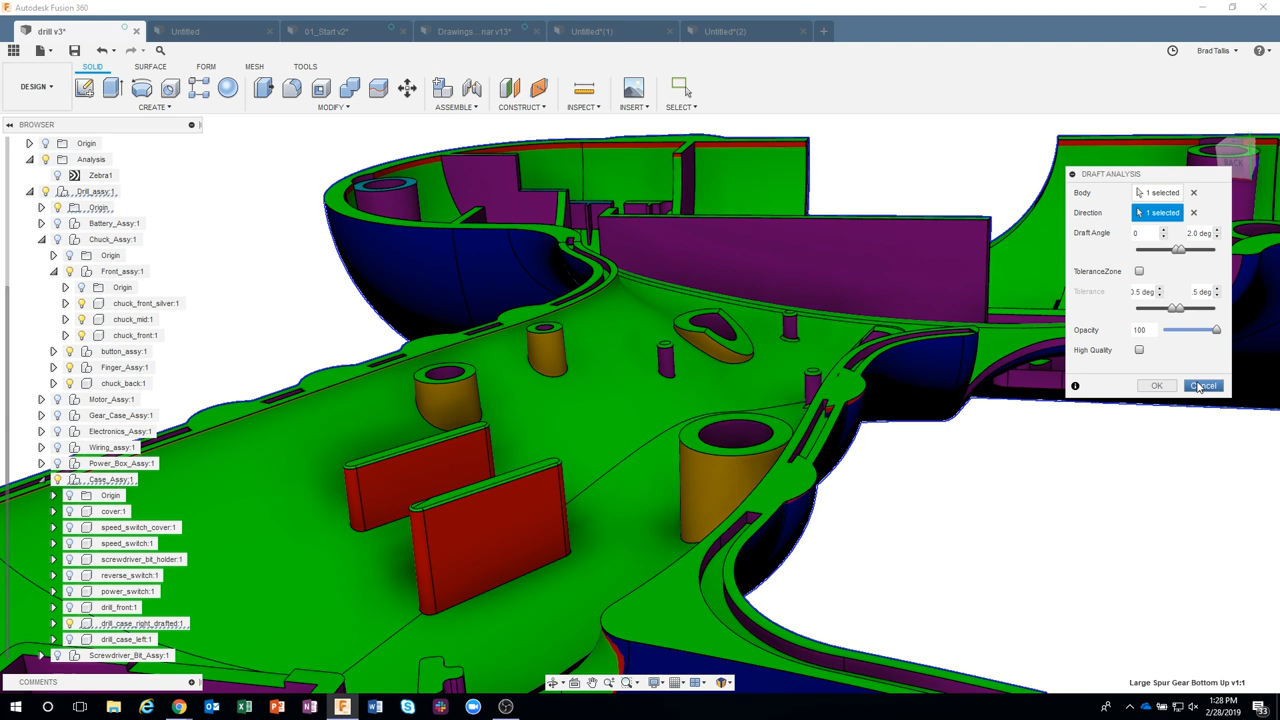 Autodesk Fusion 360
drill v3*
Untitled
01_Start v2*
Drawings... nar v13*
Untitled*(1)
Untitled*(2)
Brad Tallis
SOLID
SURFACE
FORM
MESH
TOOLS
DESIGN
CREATE
MODIFY
ASSEMBLE
CONSTRUCT
INSPECT
INSERT
SELECT
BROWSER
Origin
Analysis
Zebra1
Drill_assy:1
Origin
Battery_Assy:1
Chuck_Assy:1
Origin
Front_assy:1
Origin
chuck_front_silver:1
chuck_mid:1
chuck_front:1
button_assy:1
Finger_Assy:1
chuck_back:1
Motor_Assy:1
Gear_Case_Assy:1
Electronics_Assy:1
Wiring_assy:1
Power_Box_Assy:1
Case_Assy:1
Origin
cover:1
speed_switch_cover:1
speed_switch:1
screwdriver_bit_holder:1
reverse_switch:1
power_switch:1
drill_front:1
drill_case_right_drafted:1
drill_case_left:1
Screwdriver_Bit_Assy:1
COMMENTS
BACK
DRAFT ANALYSIS
Body 1 selected
Direction 1 selected
Draft Angle 0 2.0 deg
ToleranceZone
Tolerance 0.5 deg .5 deg
Opacity 100
High Quality
OK Cancel
Large Spur Gear Bottom Up v1:1
1:28 PM
2/28/2019
33